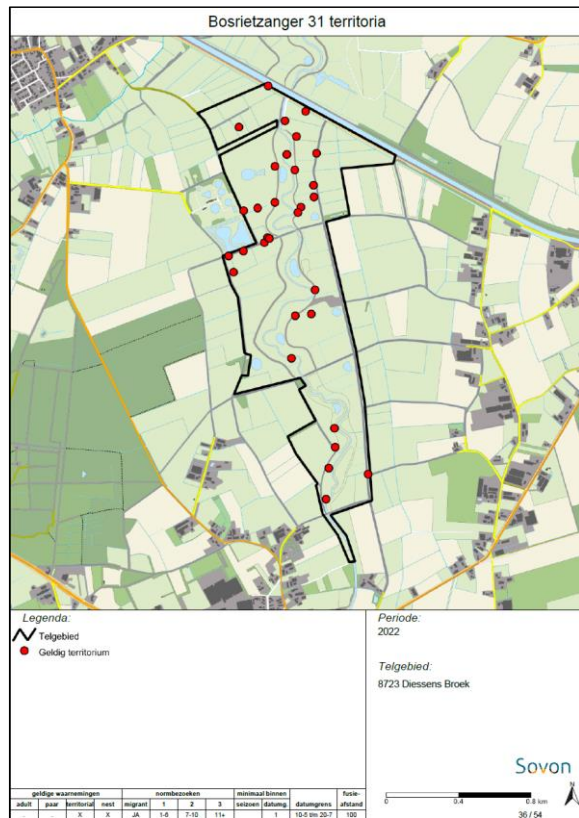 Bosrietzanger 31 territoria
Legenda:
Telgebied
Geldig territorium
Periode:
2022
Telgebied:
8723 Diessens Broek
Sovon
0 0.4 0.8 km
N
36 / 54
geldige waarnemingen normbezoeken minimaal binnen fusie-
adult paar territoriaal nest migrant 1 2 3 seizoen datumg. datumgrens afstand
.. .. X X JA 1-6 7-10 11+ 1 10-5 t/m 20-7 100